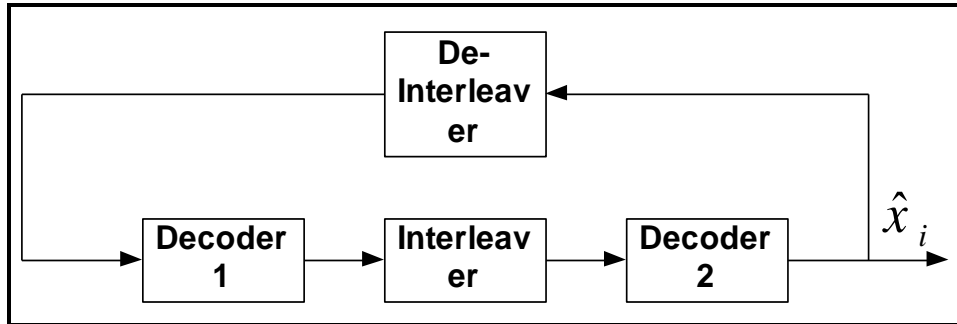 De-
Interleav
er
Decoder
1
Interleav
er
Decoder
2
x̂ i